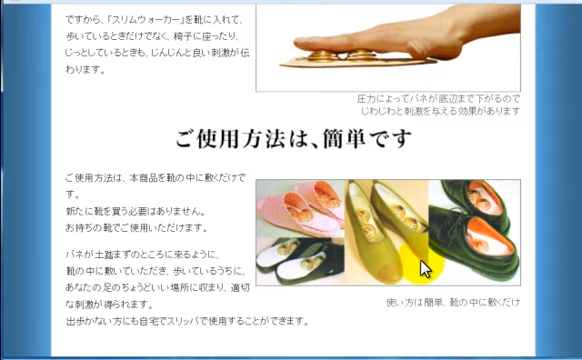 ですから、「スリムウォーカー」を靴に入れて、
歩いているときだけでなく、椅子に座ったり、
じっとしているときも、じんじんと良い刺激が伝
わります。
圧力によってバネが底辺まで下がるので
じわじわと刺激を与える効果があります
ご使用方法は、簡単です
ご使用方法は、本商品を靴の中に敷くだけで
す。
新たに靴を買う必要はありません。
お持ちの靴でご使用いただけます。
バネが土踏まずのところに来るように、
靴の中に敷いていただき、歩いているうちに、
あなたの足のちょうどいい場所に収まり、適切
な刺激が得られます。
出歩かない方にも自宅でスリッパで使用することができます。
使い方は簡単、靴の中に敷くだけ